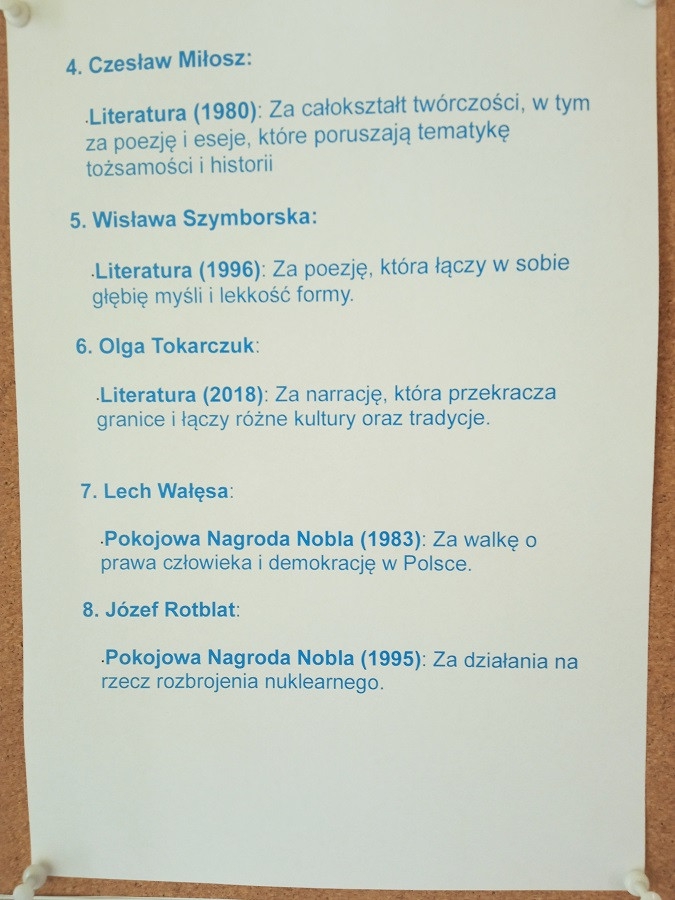 4. Czesław Miłosz:
.Literatura (1980): Za całokształt twórczości, w tym
za poezję i eseje, które poruszają tematykę
tożsamości i historii
5. Wisława Szymborska:
.Literatura (1996): Za poezję, która łączy w sobie
głębię myśli i lekkość formy.
6. Olga Tokarczuk:
.Literatura (2018): Za narrację, która przekracza
granice i łączy różne kultury oraz tradycje.
7. Lech Wałęsa:
.Pokojowa Nagroda Nobla (1983): Za walkę o
prawa człowieka i demokrację w Polsce.
8. Józef Rotblat:
.Pokojowa Nagroda Nobla (1995): Za działania na
rzecz rozbrojenia nuklearnego.